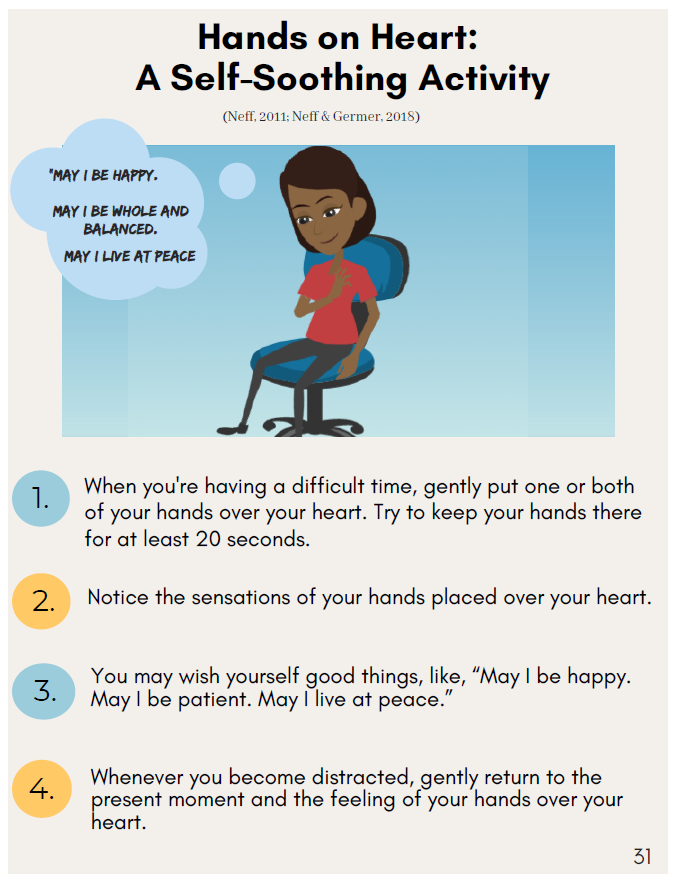 Hands on Heart:
A Self-Soothing Activity
(Neff, 2011; Neff & Germer, 2018)
"MAY I BE HAPPY.
MAY I BE WHOLE AND
BALANCED.
MAY I LIVE AT PEACE
1.
When you're having a difficult time, gently put one or both
of your hands over your heart. Try to keep your hands there
for at least 20 seconds.
2.
Notice the sensations of your hands placed over your heart.
3.
You may wish yourself good things, like, “May I be happy.
May I be patient. May I live at peace.”
4.
Whenever you become distracted, gently return to the
present moment and the feeling of your hands over your
heart.
31